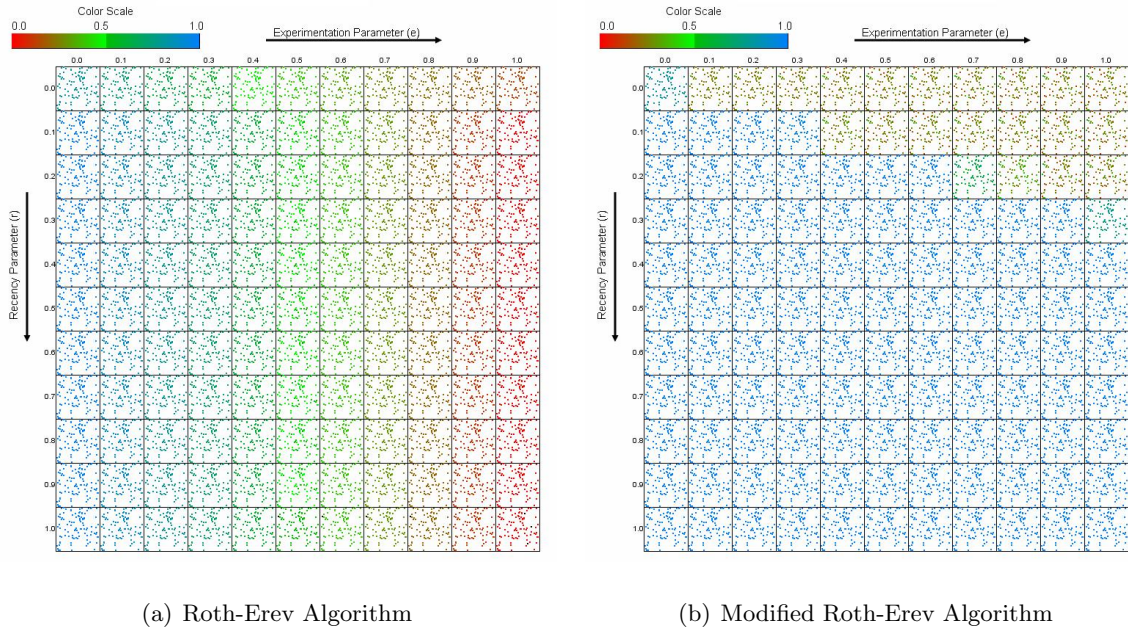 Color Scale
0.0 0.5 1.0
Experimentation Parameter (e)
0.0 0.1 0.2 0.3 0.4 0.5 0.6 0.7 0.8 0.9 1.0
Recency Parameter (r)
0.0
0.1
0.2
0.3
0.4
0.5
0.6
0.7
0.8
0.9
1.0
(a) Roth-Erev Algorithm
Color Scale
0.0 0.5 1.0
Experimentation Parameter (e)
0.0 0.1 0.2 0.3 0.4 0.5 0.6 0.7 0.8 0.9 1.0
Recency Parameter (r)
0.0
0.1
0.2
0.3
0.4
0.5
0.6
0.7
0.8
0.9
1.0
(b) Modified Roth-Erev Algorithm